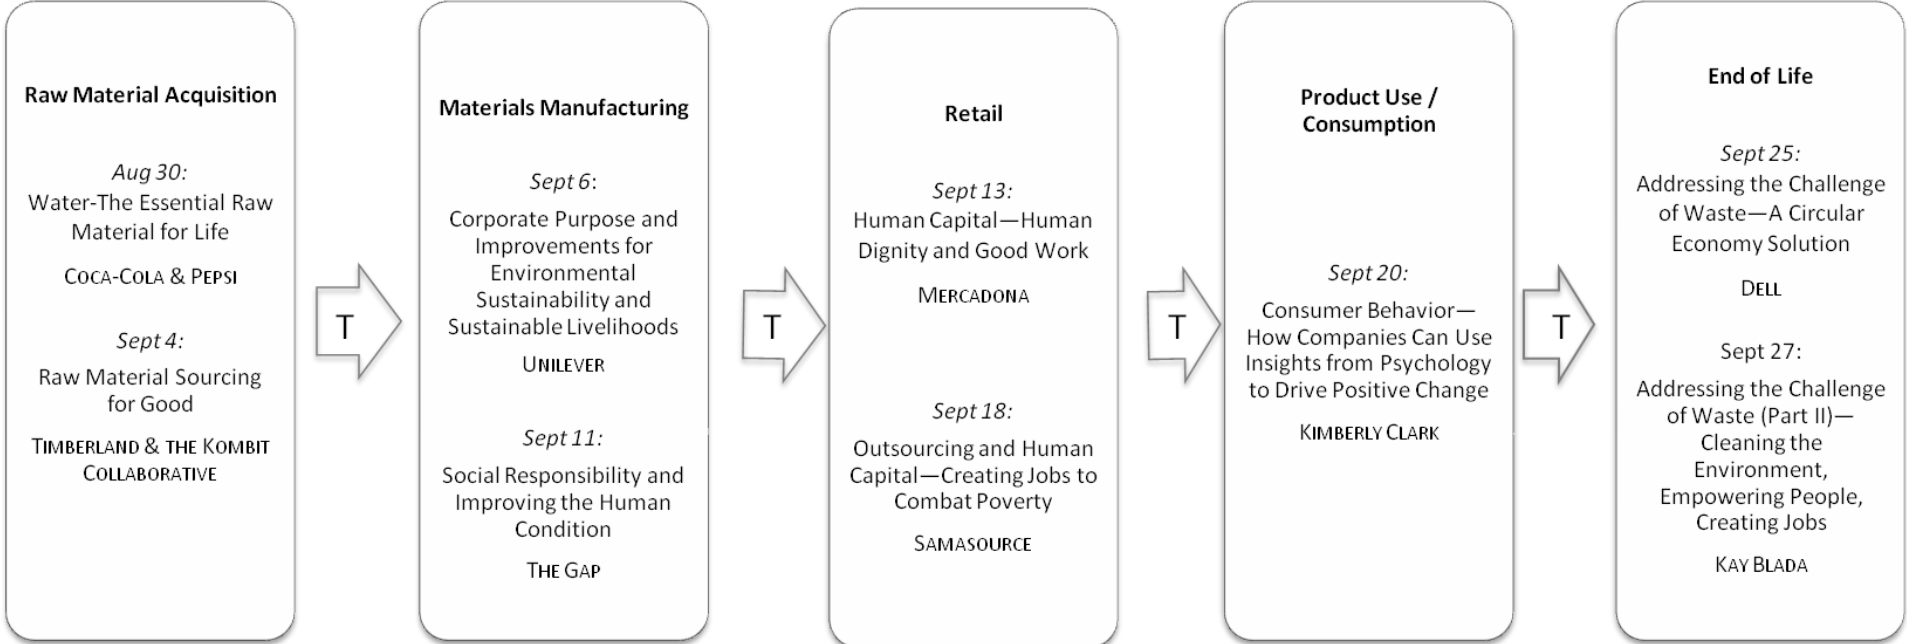 Raw Material Acquisition
Aug 30:
Water-The Essential Raw
Material for Life
COCA-COLA & PEPSI
Sept 4:
Raw Material Sourcing
for Good
TIMBERLAND & THE KOMBIT
COLLABORATIVE
T
Materials Manufacturing
Sept 6:
Corporate Purpose and
Improvements for
Environmental
Sustainability and
Sustainable Livelihoods
UNILEVER
Sept 11:
Social Responsibility and
Improving the Human
Condition
THE GAP
T
Retail
Sept 13:
Human Capital—Human
Dignity and Good Work
MERCADONA
Sept 18:
Outsourcing and Human
Capital—Creating Jobs to
Combat Poverty
SAMASOURCE
T
Product Use /
Consumption
Sept 20:
Consumer Behavior—
How Companies Can Use
Insights from Psychology
to Drive Positive Change
KIMBERLY CLARK
T
End of Life
Sept 25:
Addressing the Challenge
of Waste—A Circular
Economy Solution
DELL
Sept 27:
Addressing the Challenge
of Waste (Part II)—
Cleaning the
Environment,
Empowering People,
Creating Jobs
KAY BLADA